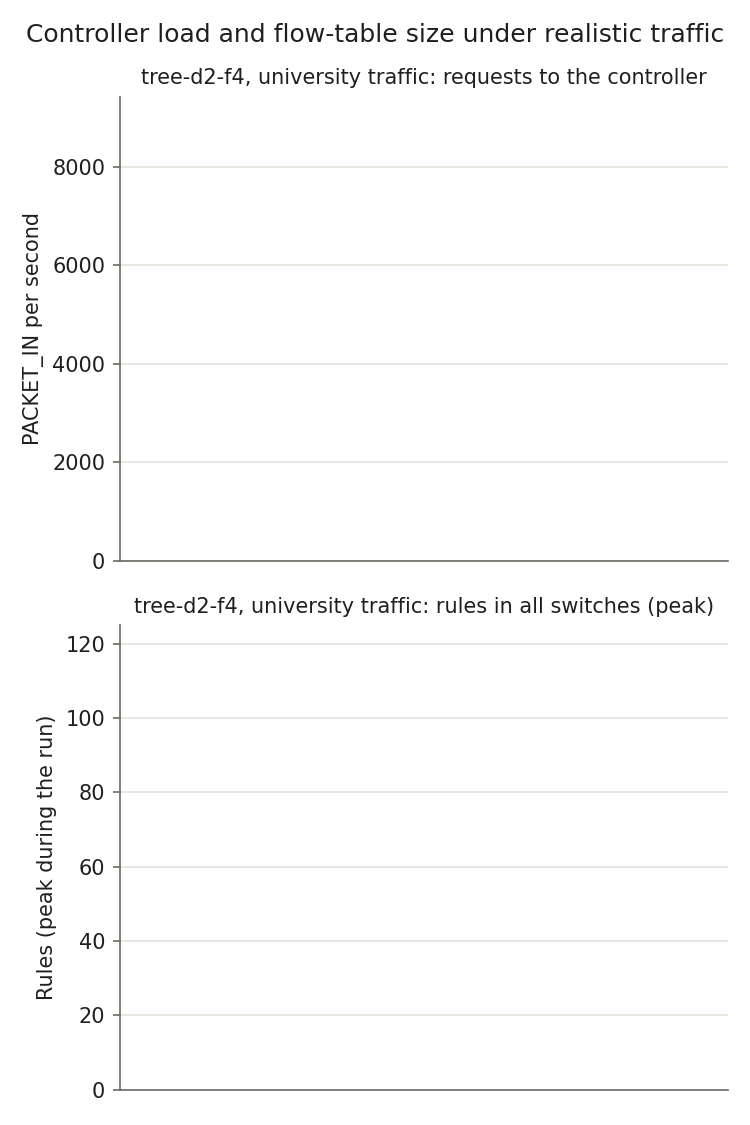 Controller load and flow-table size under realistic traffic
tree-d2-f4, university traffic: requests to the controller
PACKET_IN per second
8000
6000
4000
2000
0
tree-d2-f4, university traffic: rules in all switches (peak)
Rules (peak during the run)
120
100
80
60
40
20
0